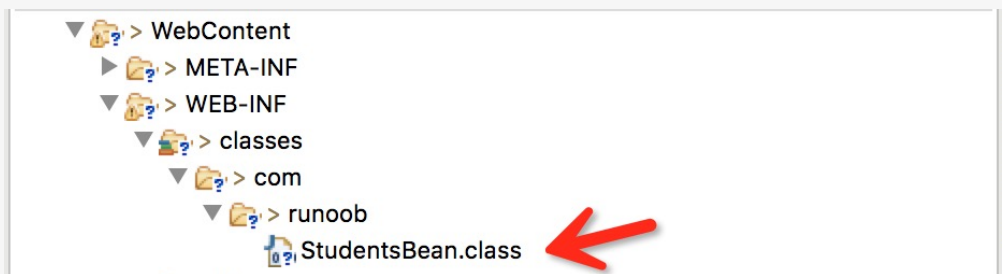 > WebContent
> META-INF
> WEB-INF
> classes
> com
> runoob
StudentsBean.class